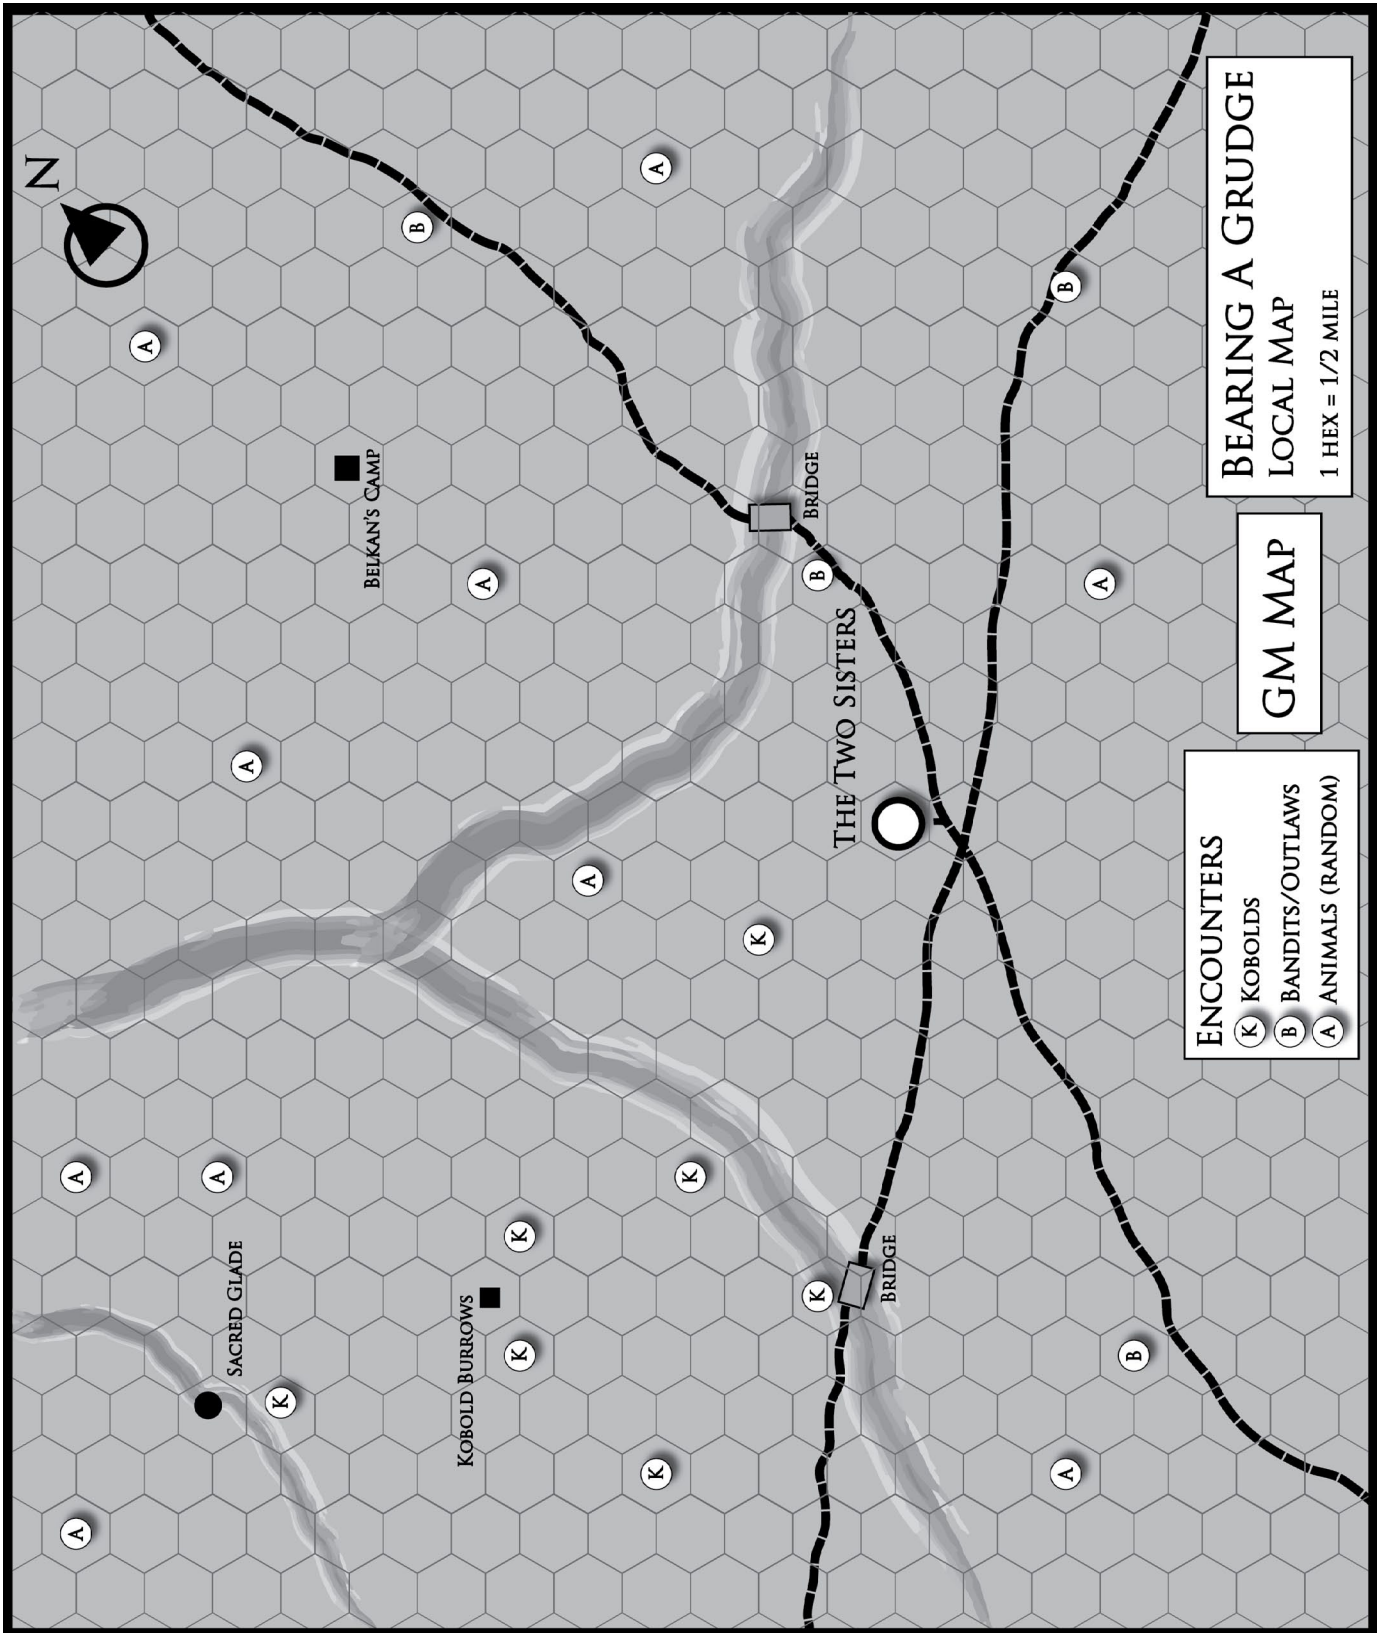 N
A
B
A
A
BELKAN'S CAMP
A
A
BRIDGE
B
THE TWO SISTERS
A
K
A
A
SACRED GLADE
K
KOBOLD BURROWS
K
K
K
K
A
K
BRIDGE
B
A
A
B
BEARING A GRUDGE
LOCAL MAP
1 HEX = 1/2 MILE
GM MAP
ENCOUNTERS
K KOBOLDS
B BANDITS/OUTLAWS
A ANIMALS (RANDOM)